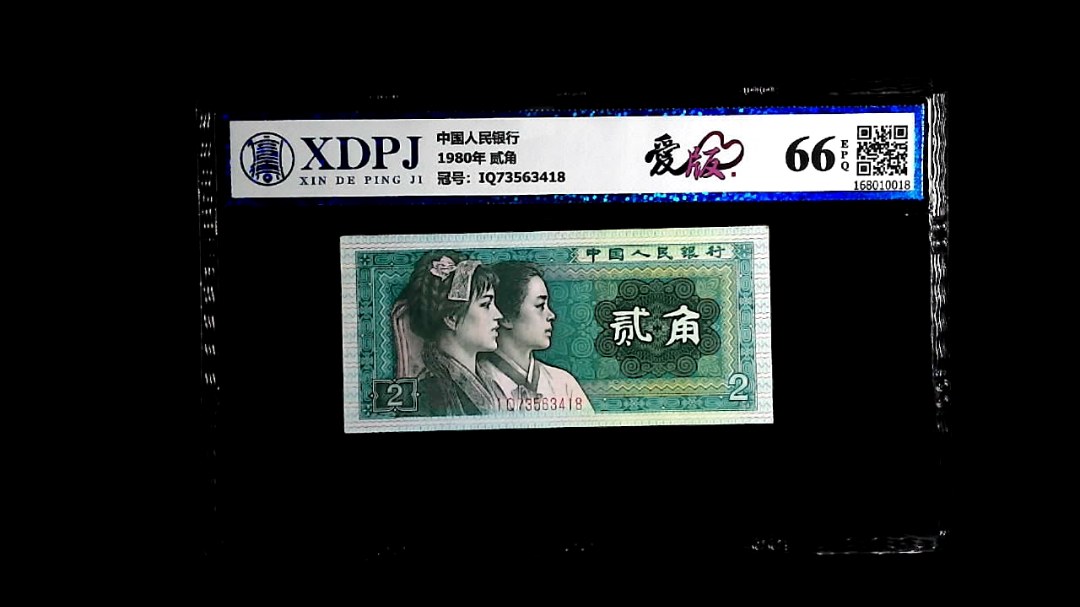 XDPJ
XIN DE PING JI
中国人民银行
1980年 贰角
冠号：IQ73563418
爱版
66
EPQ
168010018
中国人民银行
贰角
2
2
IQ73563418